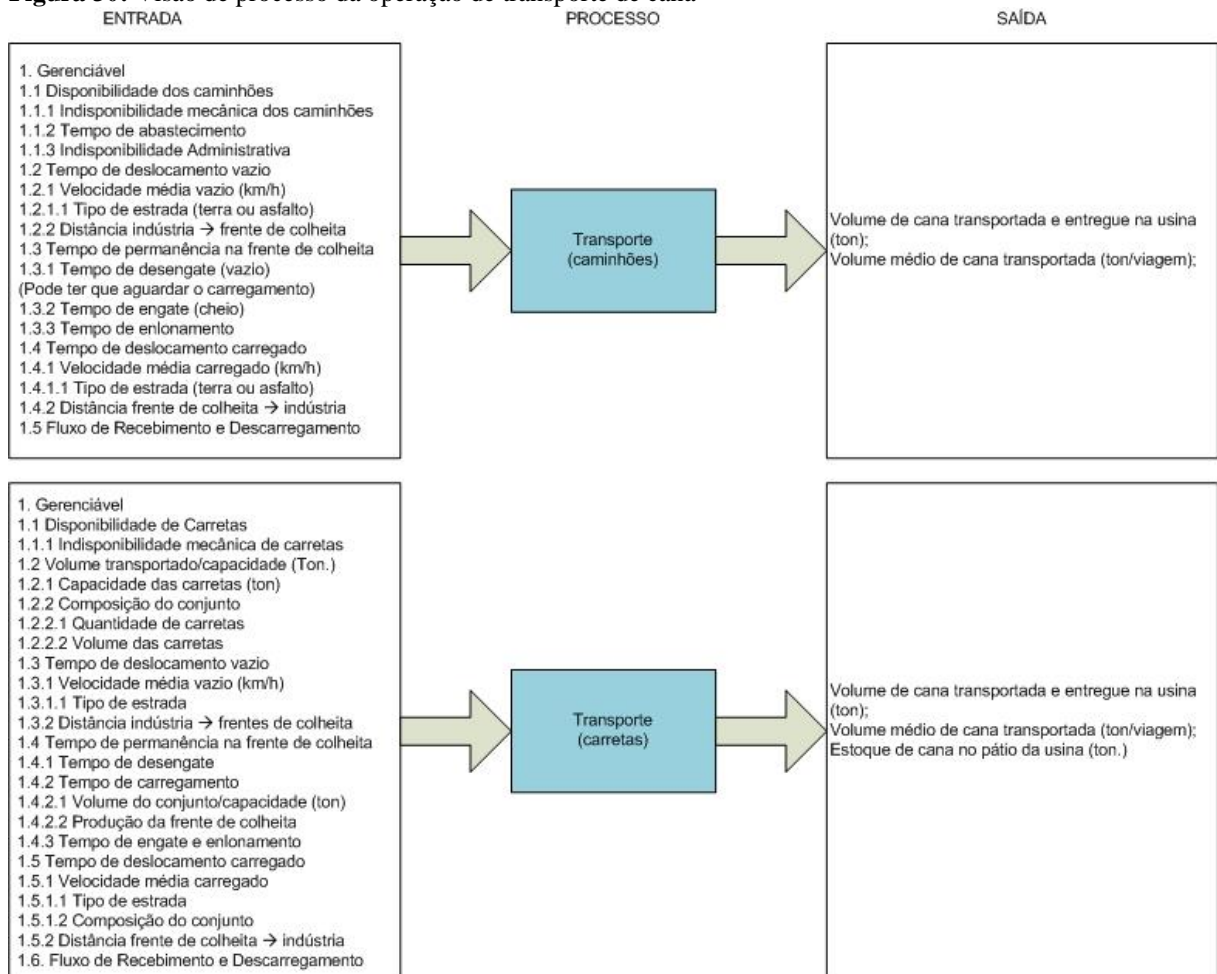 Figura 30: Visão de processo da operação de transporte de cana
ENTRADA
PROCESSO
SAÍDA
1. Gerenciável
1.1 Disponibilidade dos caminhões
1.1.1 Indisponibilidade mecânica dos caminhões
1.1.2 Tempo de abastecimento
1.1.3 Indisponibilidade Administrativa
1.2 Tempo de deslocamento vazio
1.2.1 Velocidade média vazio (km/h)
1.2.1.1 Tipo de estrada (terra ou asfalto)
1.2.2 Distância indústria → frente de colheita
1.3 Tempo de permanência na frente de colheita
1.3.1 Tempo de desengate (vazio)
(Pode ter que aguardar o carregamento)
1.3.2 Tempo de engate (cheio)
1.3.3 Tempo de enlonamento
1.4 Tempo de deslocamento carregado
1.4.1 Velocidade média carregado (km/h)
1.4.1.1 Tipo de estrada (terra ou asfalto)
1.4.2 Distância frente de colheita → indústria
1.5 Fluxo de Recebimento e Descarregamento
Transporte
(caminhões)
Volume de cana transportada e entregue na usina
(ton);
Volume médio de cana transportada (ton/viagem);
1. Gerenciável
1.1 Disponibilidade de Carretas
1.1.1 Indisponibilidade mecânica de carretas
1.2 Volume transportado/capacidade (Ton.)
1.2.1 Capacidade das carretas (ton)
1.2.2 Composição do conjunto
1.2.2.1 Quantidade de carretas
1.2.2.2 Volume das carretas
1.3 Tempo de deslocamento vazio
1.3.1 Velocidade média vazio (km/h)
1.3.1.1 Tipo de estrada
1.3.2 Distância indústria → frentes de colheita
1.4 Tempo de permanência na frente de colheita
1.4.1 Tempo de desengate
1.4.2 Tempo de carregamento
1.4.2.1 Volume do conjunto/capacidade (ton)
1.4.2.2 Produção da frente de colheita
1.4.3 Tempo de engate e enlonamento
1.5 Tempo de deslocamento carregado
1.5.1 Velocidade média carregado
1.5.1.1 Tipo de estrada
1.5.1.2 Composição do conjunto
1.5.2 Distância frente de colheita → indústria
1.6. Fluxo de Recebimento e Descarregamento
Transporte
(carretas)
Volume de cana transportada e entregue na usina
(ton);
Volume médio de cana transportada (ton/viagem);
Estoque de cana no pátio da usina (ton.)